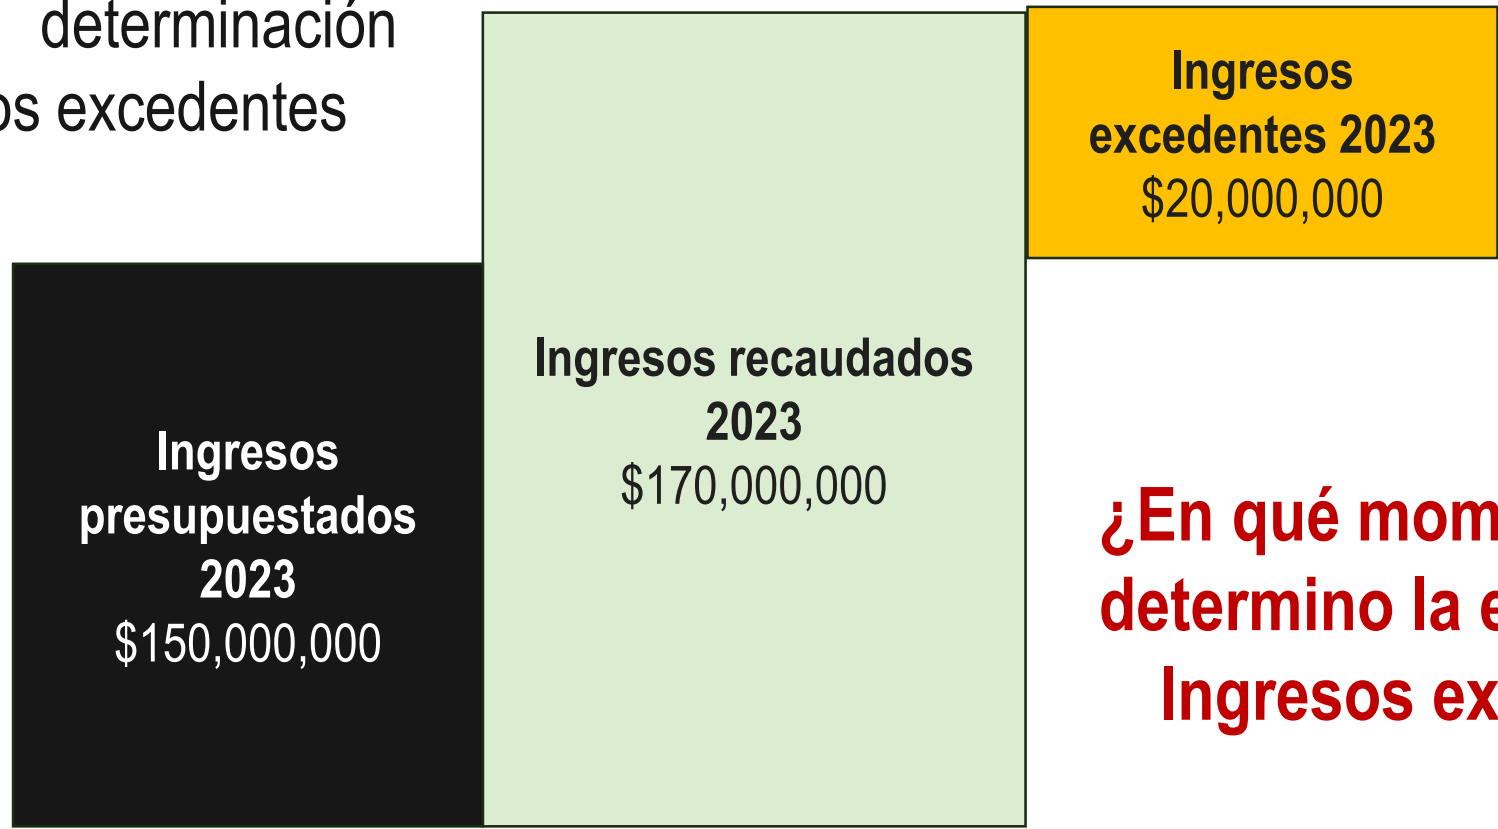 determinación
os excedentes
Ingresos
excedentes 2023
$20,000,000
Ingresos recaudados
2023
$170,000,000
Ingresos
presupuestados
2023
$150,000,000
¿En qué mom
determino la e
Ingresos ex